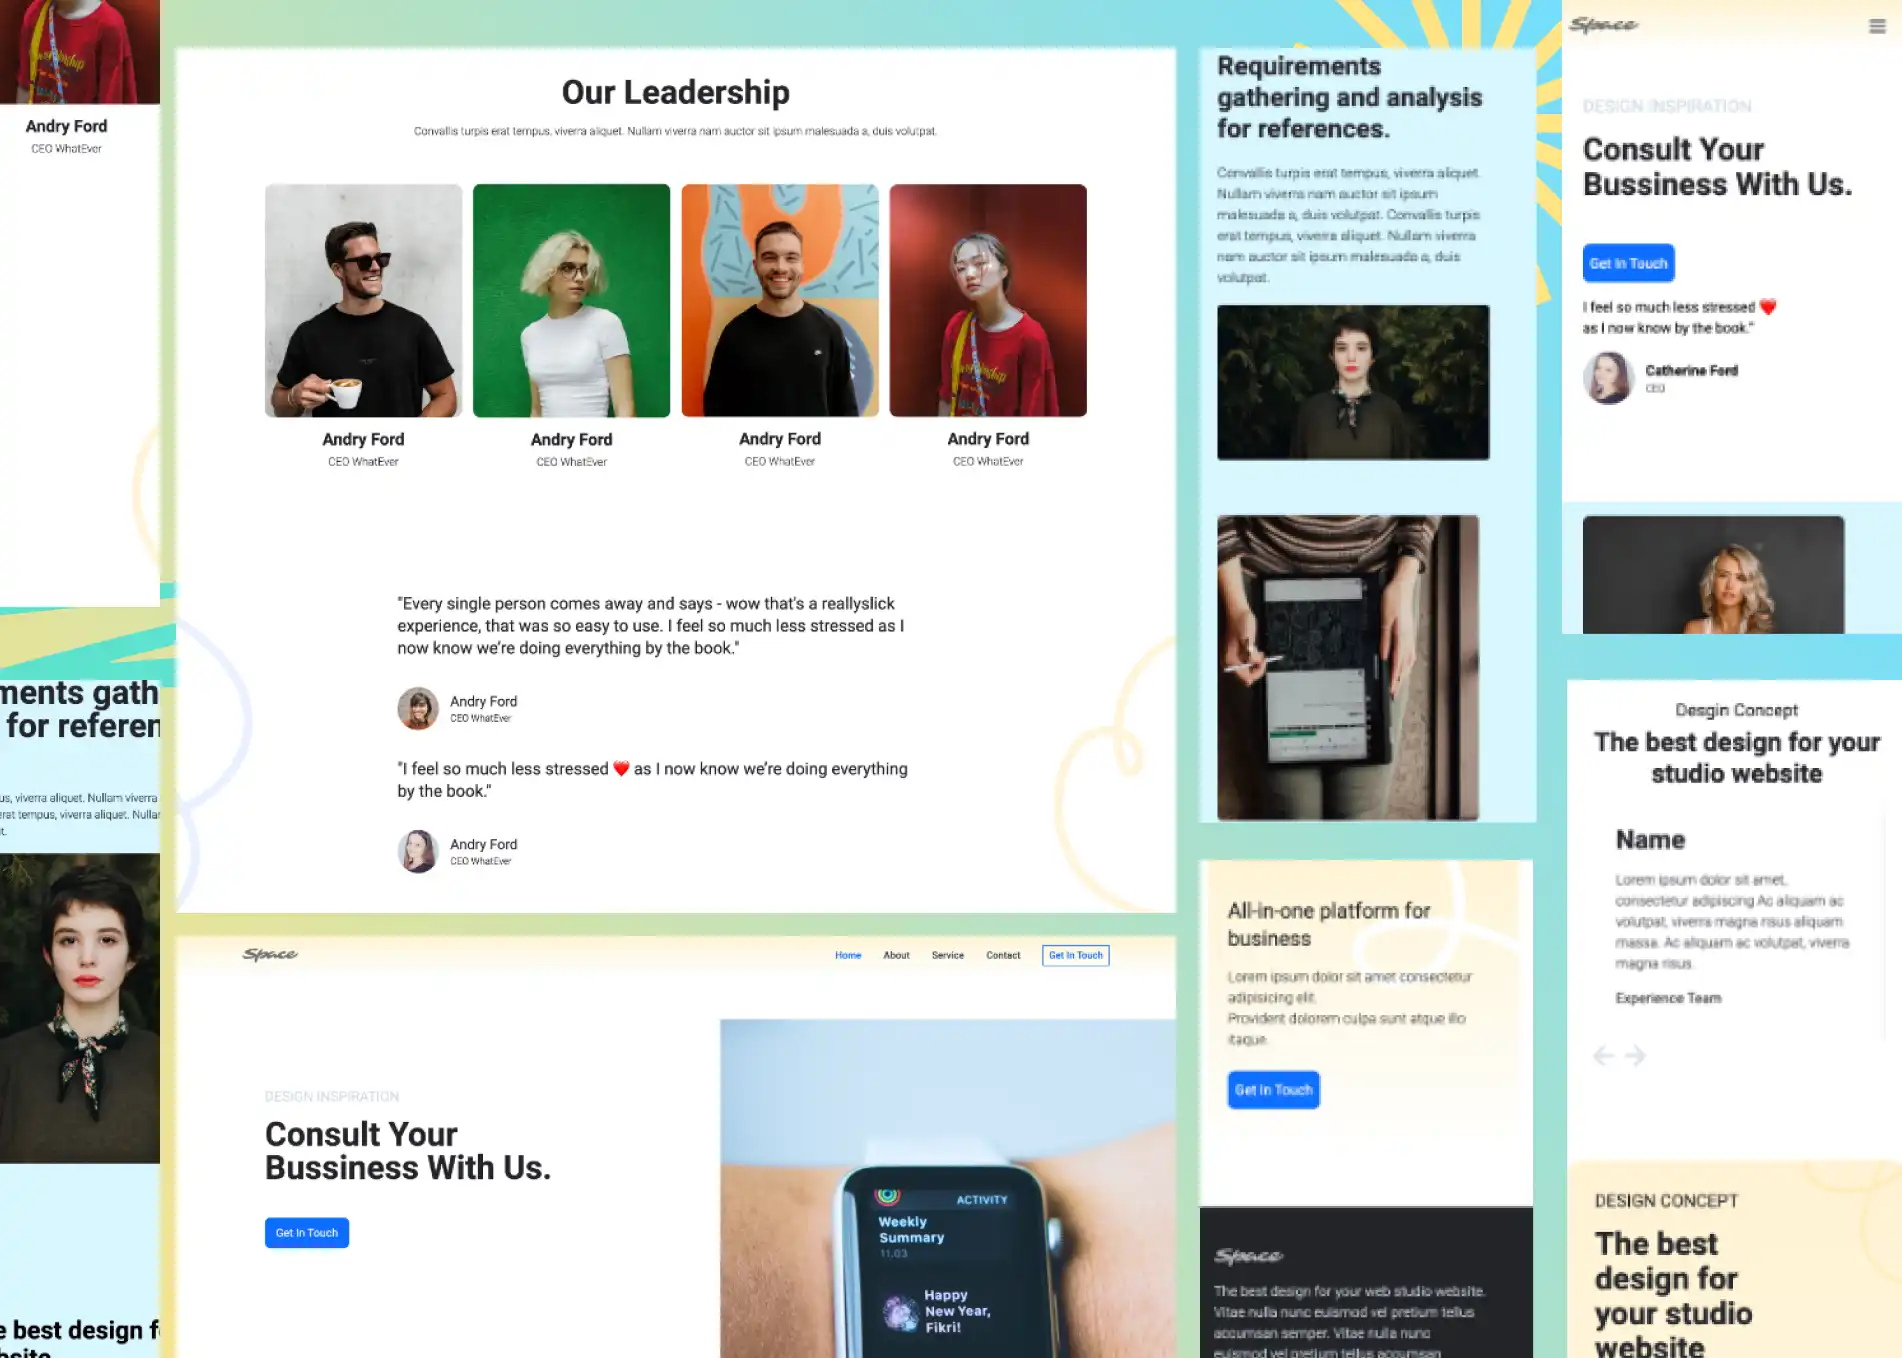 Andry Ford
CEO WhatEver
ments gath
for referen
us, viverra aliquet. Nullam viverra
erat tempus, viverra aliquet. Nullar
t.
e best design f
Our Leadership
Convallis turpis erat tempus, viverra aliquet. Nullam viverra nam auctor sit ipsum malesuada a, duis volutpat.
Andry Ford
CEO WhatEver
Andry Ford
CEO WhatEver
Andry Ford
CEO WhatEver
Andry Ford
CEO WhatEver
"Every single person comes away and says - wow that's a reallyslick
experience, that was so easy to use. I feel so much less stressed as I
now know we're doing everything by the book."
Andry Ford
CEO WhatEver
"I feel so much less stressed ❤️ as I now know we're doing everything
by the book."
Andry Ford
CEO WhatEver
Space
Home About Service Contact Get In Touch
DESIGN INSPIRATION
Consult Your
Bussiness With Us.
Get In Touch
ACTIVITY
Weekly
Summary
11.03
Happy
New Year,
Fikri!
Requirements
gathering and analysis
for references.
Convallis turpis erat tempus, viverra aliquet.
Nullam viverra nam auctor sit ipsum
malesuada a, duis volutpat. Convallis turpis
erat tempus, viverra aliquet. Nullam viverra
nam auctor sit ipsum malesuada a, duis
volutpat.
All-in-one platform for
business
Lorem ipsum dolor sit amet consectetur
adipisicing elit.
Provident dolorem culpa sunt atque illo
itaque.
Get In Touch
Space
The best design for your web studio website.
Vitae nulla nunc euismod vel pretium tellus
accumsan semper. Vitae nulla nunc
euismod vel pretium tellus accumsan
Space
DESIGN INSPIRATION
Consult Your
Bussiness With Us.
Get In Touch
I feel so much less stressed ❤️
as I now know by the book."
Catherine Ford
CEO
Desgin Concept
The best design for your
studio website
Name
Lorem ipsum dolor sit amet,
consectetur adipiscing Ac aliquam ac
volutpat, viverra magna risus aliquam
massa. Ac aliquam ac volutpat, viverra
magna risus.
Experience Team
DESIGN CONCEPT
The best
design for
your studio
website